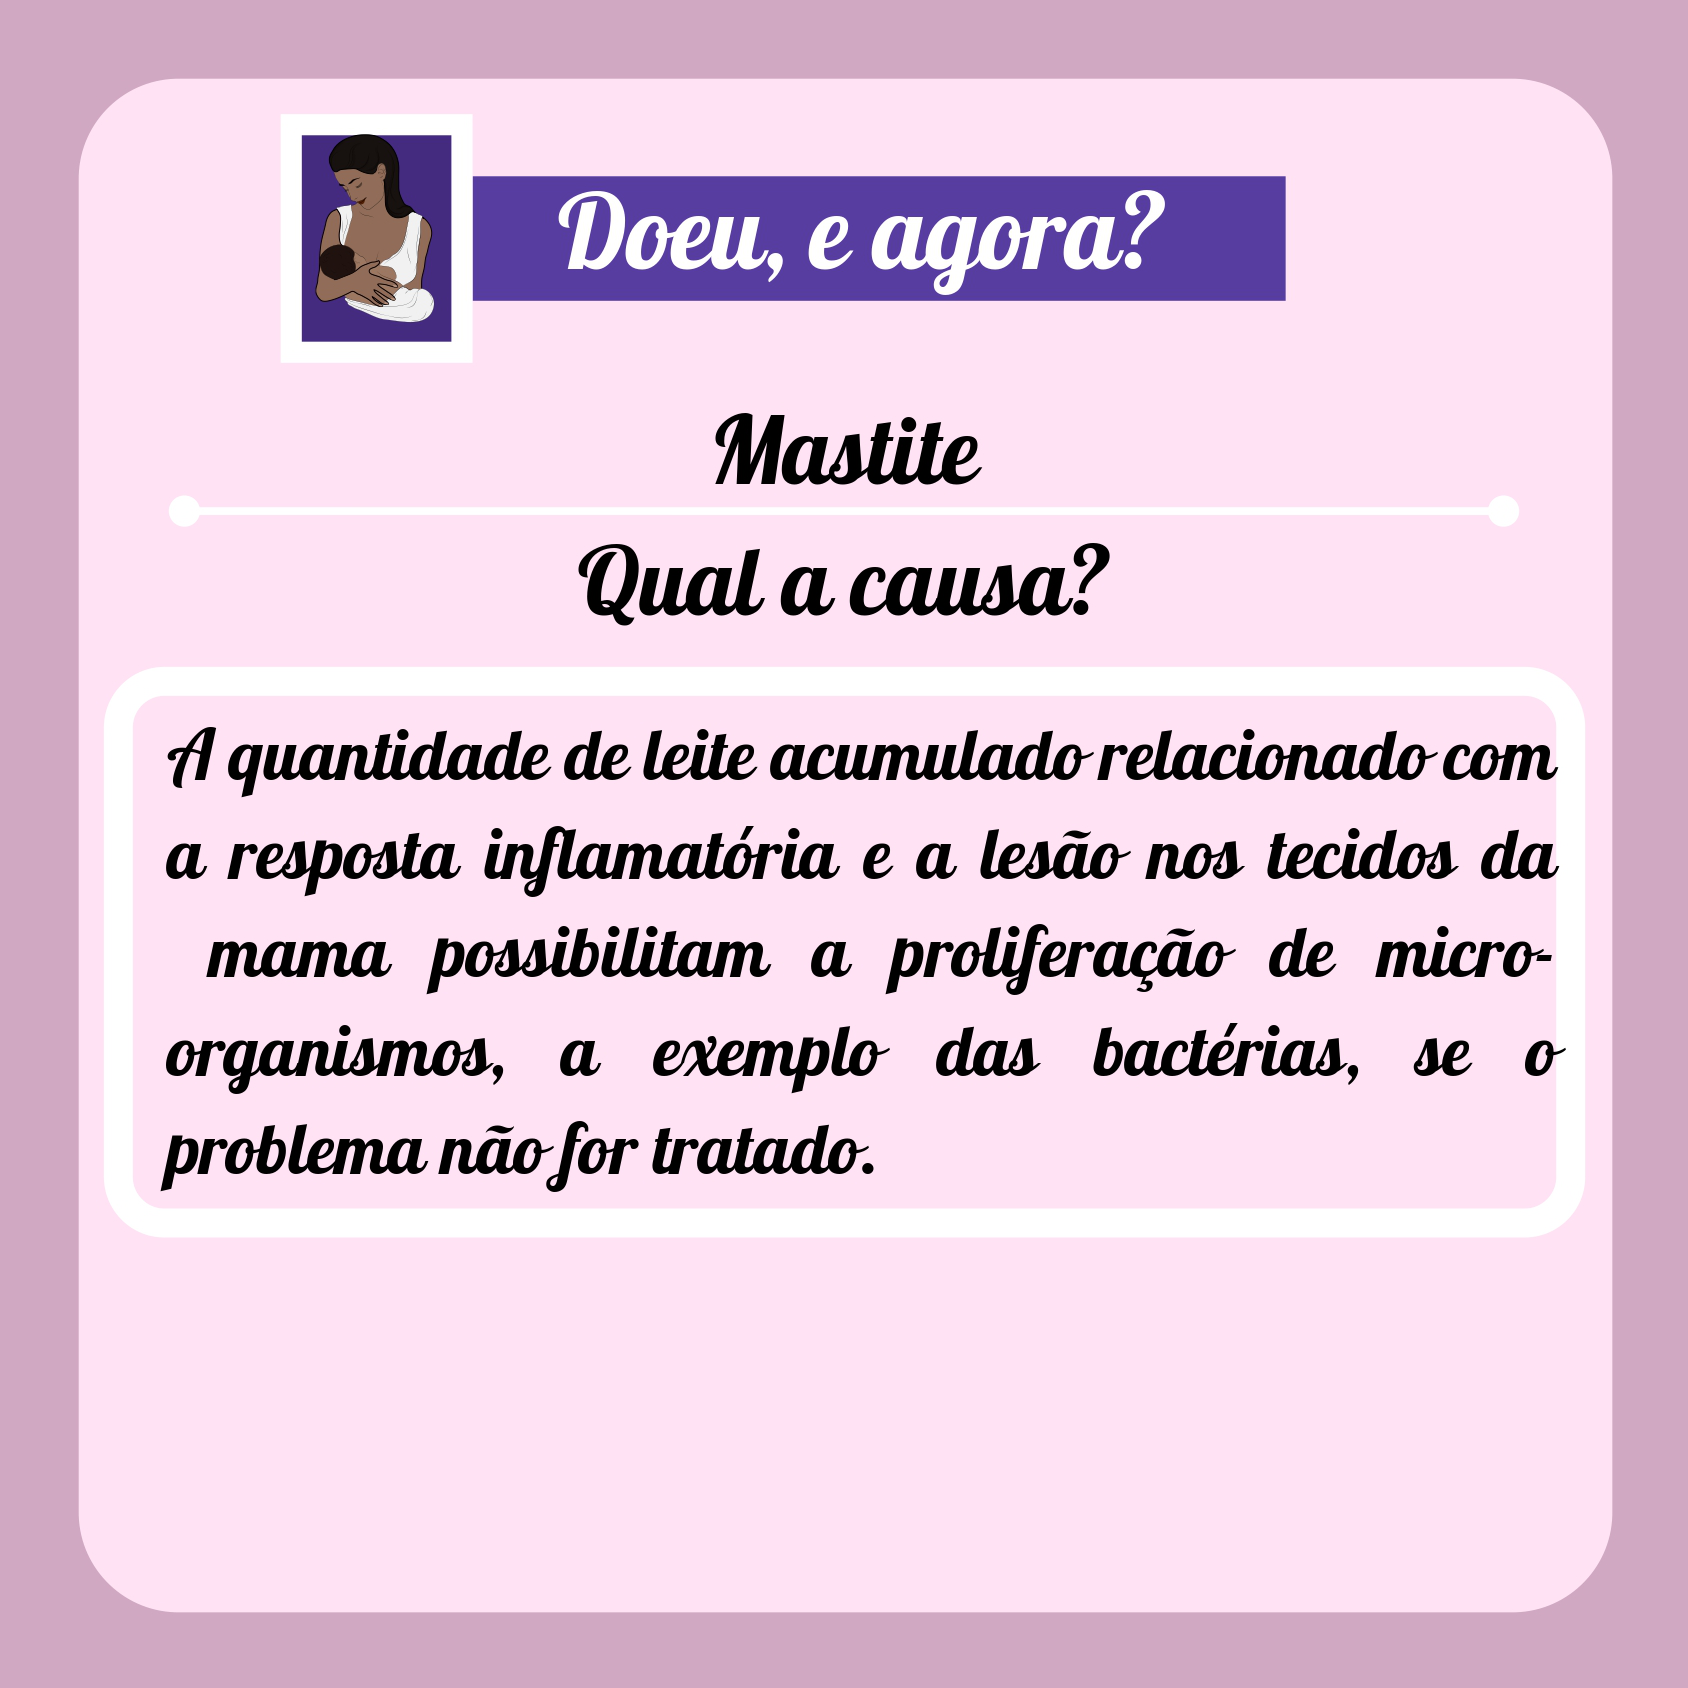 Doeu, e agora?
Mastite
Qual a causa?
A quantidade de leite acumulado relacionado com
a resposta inflamatória e a lesão nos tecidos da
mama possibilitam a proliferação de micro-
organismos, a exemplo das bactérias, se o
problema não for tratado.